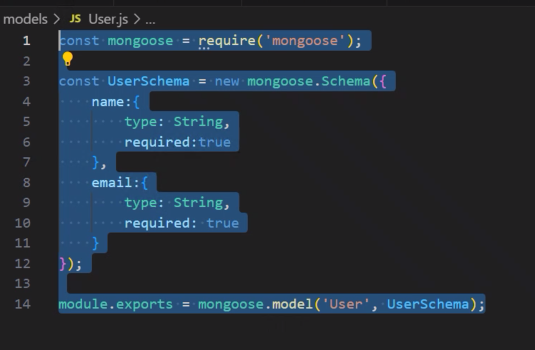 models > JS User.js > ...
1 const mongoose = require('mongoose');
2
3 const UserSchema = new mongoose.Schema({
4     name:{
5         type: String,
6         required:true
7     },
8     email:{
9         type: String,
10         required: true
11     }
12 });
13
14 module.exports = mongoose.model('User', UserSchema);